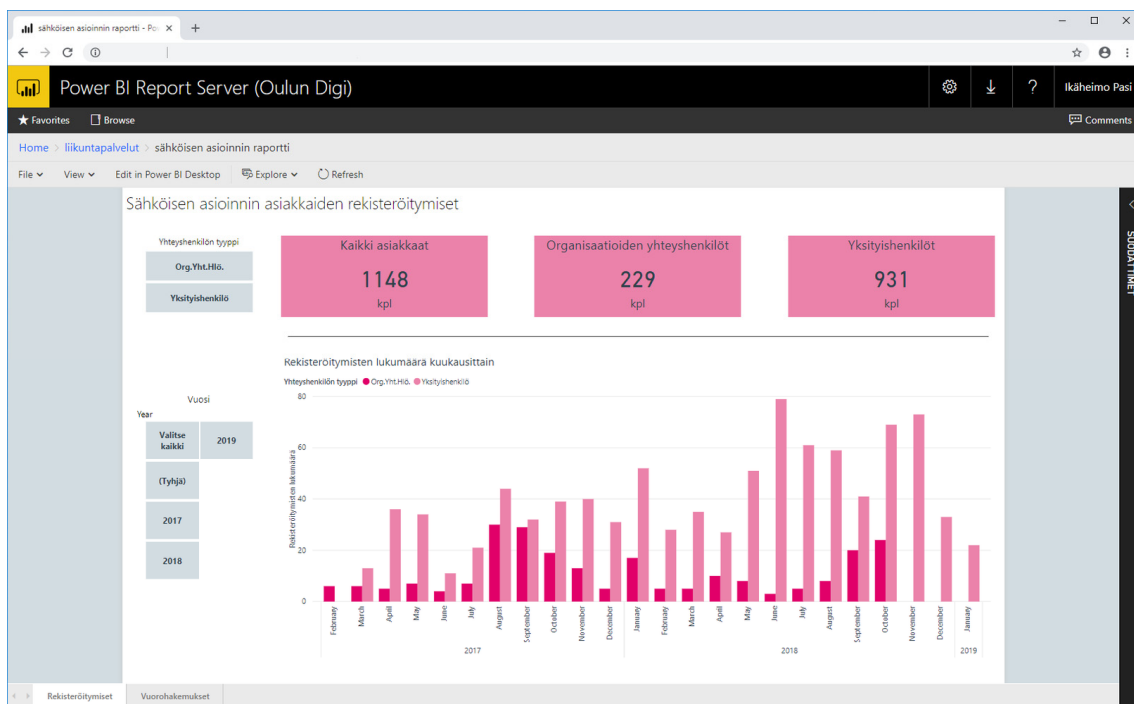 sähköisen asioinnin raportti - Po
Power BI Report Server (Oulun Digi)
?
Ikäheimo Pasi
Favorites
Browse
Comments
Home > liikuntapalvelut > sähköisen asioinnin raportti
File
View
Edit in Power BI Desktop
Explore
Refresh
SUODATTIMET
Sähköisen asioinnin asiakkaiden rekisteröitymiset
Yhteyshenkilön tyyppi
Org.Yht.Hlö.
Yksityishenkilö
Kaikki asiakkaat
1148
kpl
Organisaatioiden yhteyshenkilöt
229
kpl
Yksityishenkilöt
931
kpl
Vuosi
Year
Valitse
kaikki
2019
(Tyhjä)
2017
2018
Rekisteröitymisten lukumäärä kuukausittain
Yhteyshenkilön tyyppi Org.Yht.Hlö. Yksityishenkilö
Rekisteröitymisten lukumäärä
80
60
40
20
0
February
March
April
May
June
July
August
September
October
November
December
January
February
March
April
May
June
July
August
September
October
November
December
January
2017
2018
2019
Rekisteröitymiset
Vuorohakemukset